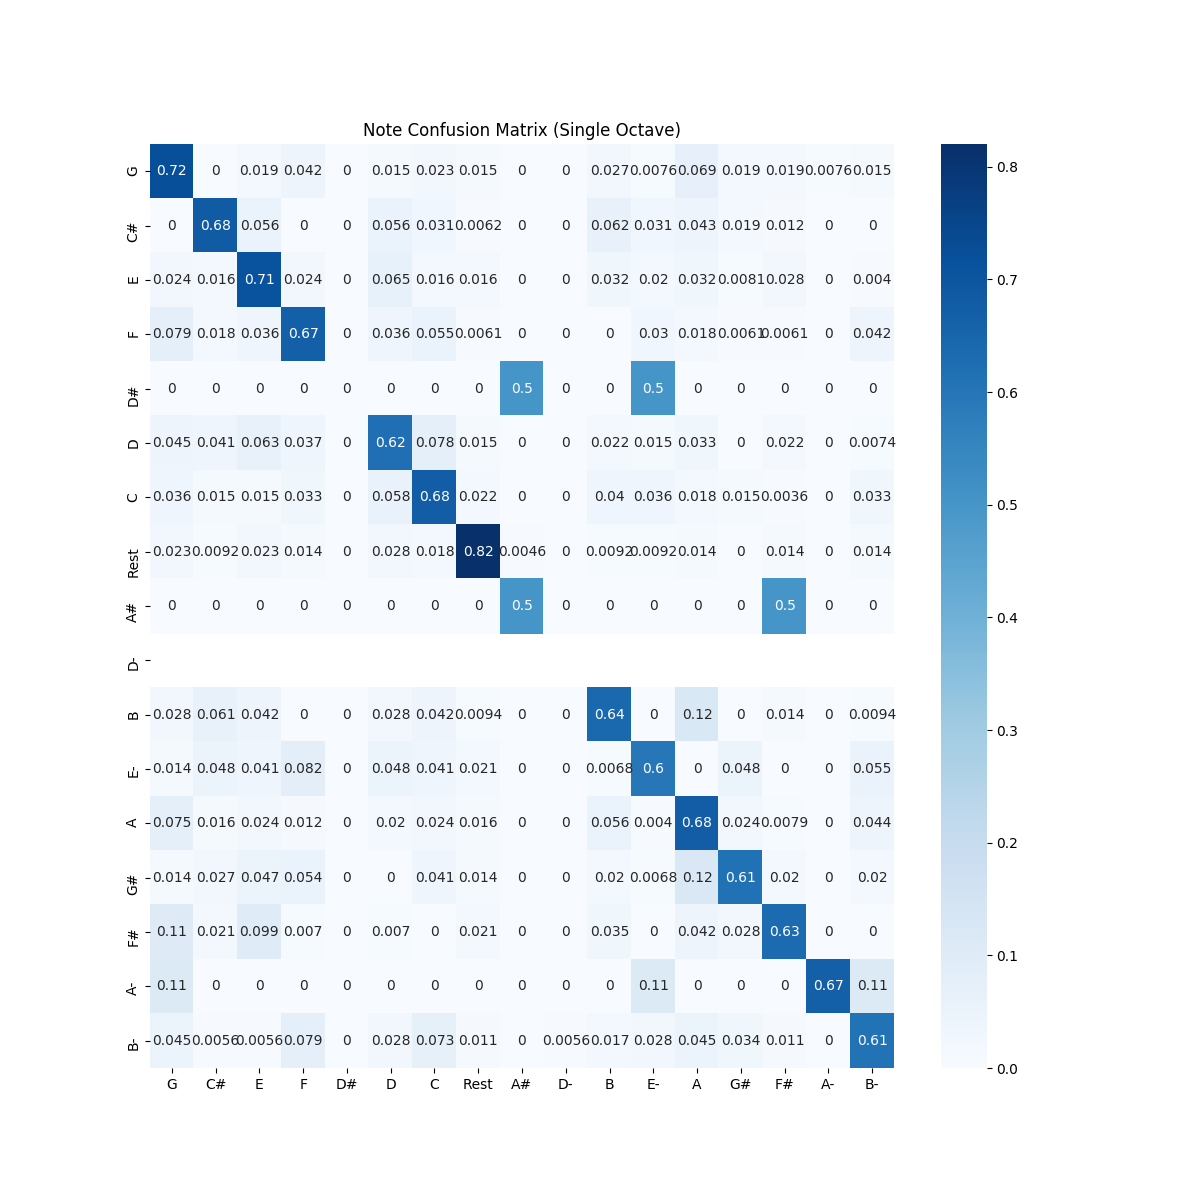 Note Confusion Matrix (Single Octave)
G 0.72 0 0.019 0.042 0 0.015 0.023 0.015 0 0 0.027 0.0076 0.069 0.019 0.019 0.0076 0.015
C# 0 0.68 0.056 0 0 0.056 0.031 0.0062 0 0 0.062 0.031 0.043 0.019 0.012 0 0
E 0.024 0.016 0.71 0.024 0 0.065 0.016 0.016 0 0 0.032 0.02 0.032 0.0081 0.028 0 0.004
F 0.079 0.018 0.036 0.67 0 0.036 0.055 0.0061 0 0 0 0.03 0.018 0.0061 0.0061 0 0.042
D# 0 0 0 0 0 0 0 0 0.5 0 0 0.5 0 0 0 0 0
D 0.045 0.041 0.063 0.037 0 0.62 0.078 0.015 0 0 0.022 0.015 0.033 0 0.022 0 0.0074
C 0.036 0.015 0.015 0.033 0 0.058 0.68 0.022 0 0 0.04 0.036 0.018 0.015 0.0036 0 0.033
Rest 0.023 0.0092 0.023 0.014 0 0.028 0.018 0.82 0.0046 0 0.0092 0.0092 0.014 0 0.014 0 0.014
A# 0 0 0 0 0 0 0 0 0.5 0 0 0 0 0 0.5 0 0
D-
B 0.028 0.061 0.042 0 0 0.028 0.042 0.0094 0 0 0.64 0 0.12 0 0.014 0 0.0094
E- 0.014 0.048 0.041 0.082 0 0.048 0.041 0.021 0 0 0.0068 0.6 0 0.048 0 0 0.055
A 0.075 0.016 0.024 0.012 0 0.02 0.024 0.016 0 0 0.056 0.004 0.68 0.024 0.0079 0 0.044
G# 0.014 0.027 0.047 0.054 0 0 0.041 0.014 0 0 0.02 0.0068 0.12 0.61 0.02 0 0.02
F# 0.11 0.021 0.099 0.007 0 0.007 0 0.021 0 0 0.035 0 0.042 0.028 0.63 0 0
A- 0.11 0 0 0 0 0 0 0 0 0 0 0.11 0 0 0 0.67 0.11
B- 0.045 0.0056 0.0056 0.079 0 0.028 0.073 0.011 0 0.0056 0.017 0.028 0.045 0.034 0.011 0 0.61
G C# E F D# D C Rest A# D- B E- A G# F# A- B-
0.8
0.7
0.6
0.5
0.4
0.3
0.2
0.1
0.0